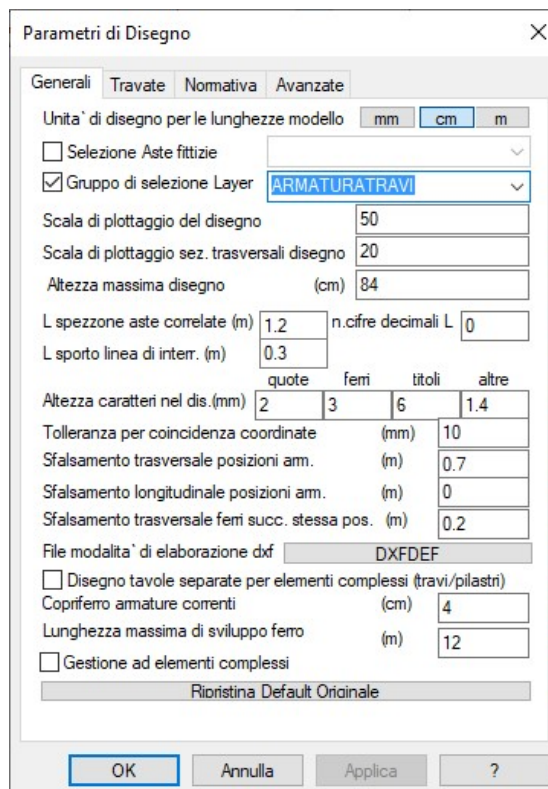 Parametri di Disegno
Generali Travate Normativa Avanzate
Unita` di disegno per le lunghezze modello mm cm m
Selezione Aste fittizie
Gruppo di selezione Layer ARMATURATRAVI
Scala di plottaggio del disegno 50
Scala di plottaggio sez. trasversali disegno 20
Altezza massima disegno (cm) 84
L spezzone aste correlate (m) 1.2 n.cifre decimali L 0
L sporto linea di interr. (m) 0.3
quote ferri titoli altre
Altezza caratteri nel dis.(mm) 2 3 6 1.4
Tolleranza per coincidenza coordinate (mm) 10
Sfalsamento trasversale posizioni arm. (m) 0.7
Sfalsamento longitudinale posizioni arm. (m) 0
Sfalsamento trasversale ferri succ. stessa pos. (m) 0.2
File modalita` di elaborazione dxf DXFDEF
Disegno tavole separate per elementi complessi (travi/pilastri)
Copriferro armature correnti (cm) 4
Lunghezza massima di sviluppo ferro (m) 12
Gestione ad elementi complessi
Ripristina Default Originale
OK Annulla Applica ?